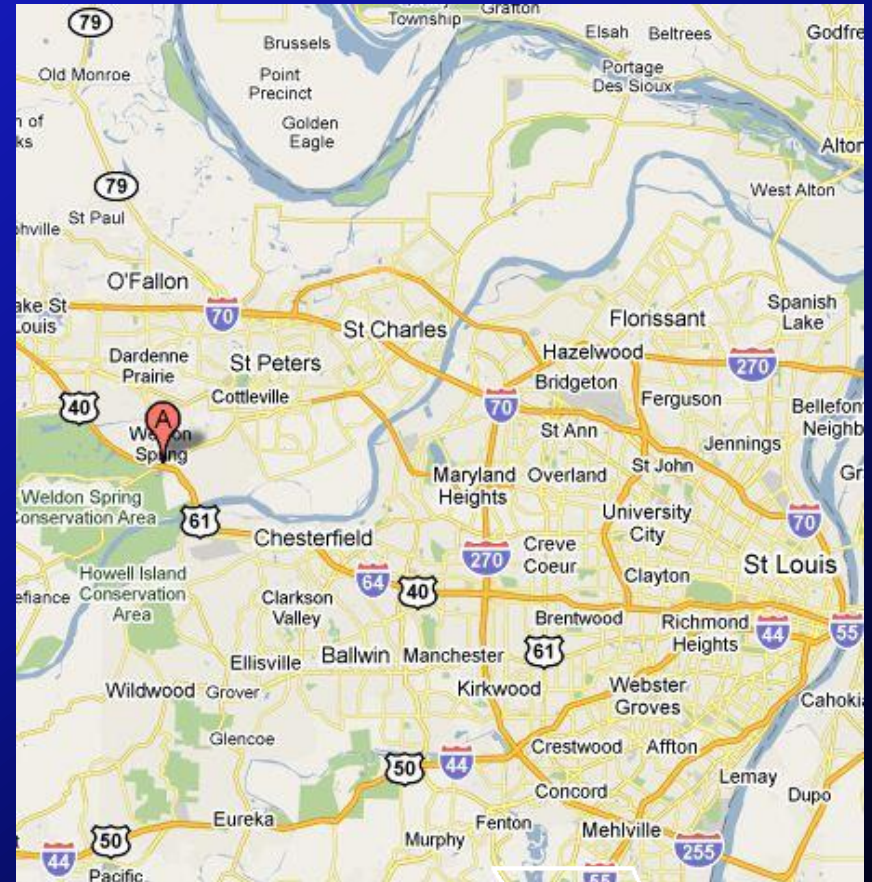 Township
Grafton
79
Elsah
Beltrees
Brussels
Old Monroe
Point
Precinct
Portage
Des Sioux
n of
ks
Golden
Eagle
79
West Alton
St Paul
O'Fallon
70
Louis
St Charles
Florissant
Spanish
Lake
Dardenne
Prairie
St Peters
Hazelwood
270
Bridgeton
40
Cottleville
70
Ferguson
A
St Ann
Jennings
Weldon
Spring
St John
Maryland
Heights
Overland
Weldon Spring
Conservation Area
61
University
City
70
Chesterfield
270
Creve
Coeur
St Louis
Howell Island
Conservation
Area
64
40
Clayton
Clarkson
Valley
Brentwood
Richmond
Heights
44
55
61
Ellisville
Ballwin
Manchester
Wildwood
Grover
Kirkwood
Webster
Groves
Glencoe
Crestwood
Affton
50
44
Lemay
Concord
Dupo
Eureka
Fenton
Mehlville
50
Murphy
255
44
Pacific
55